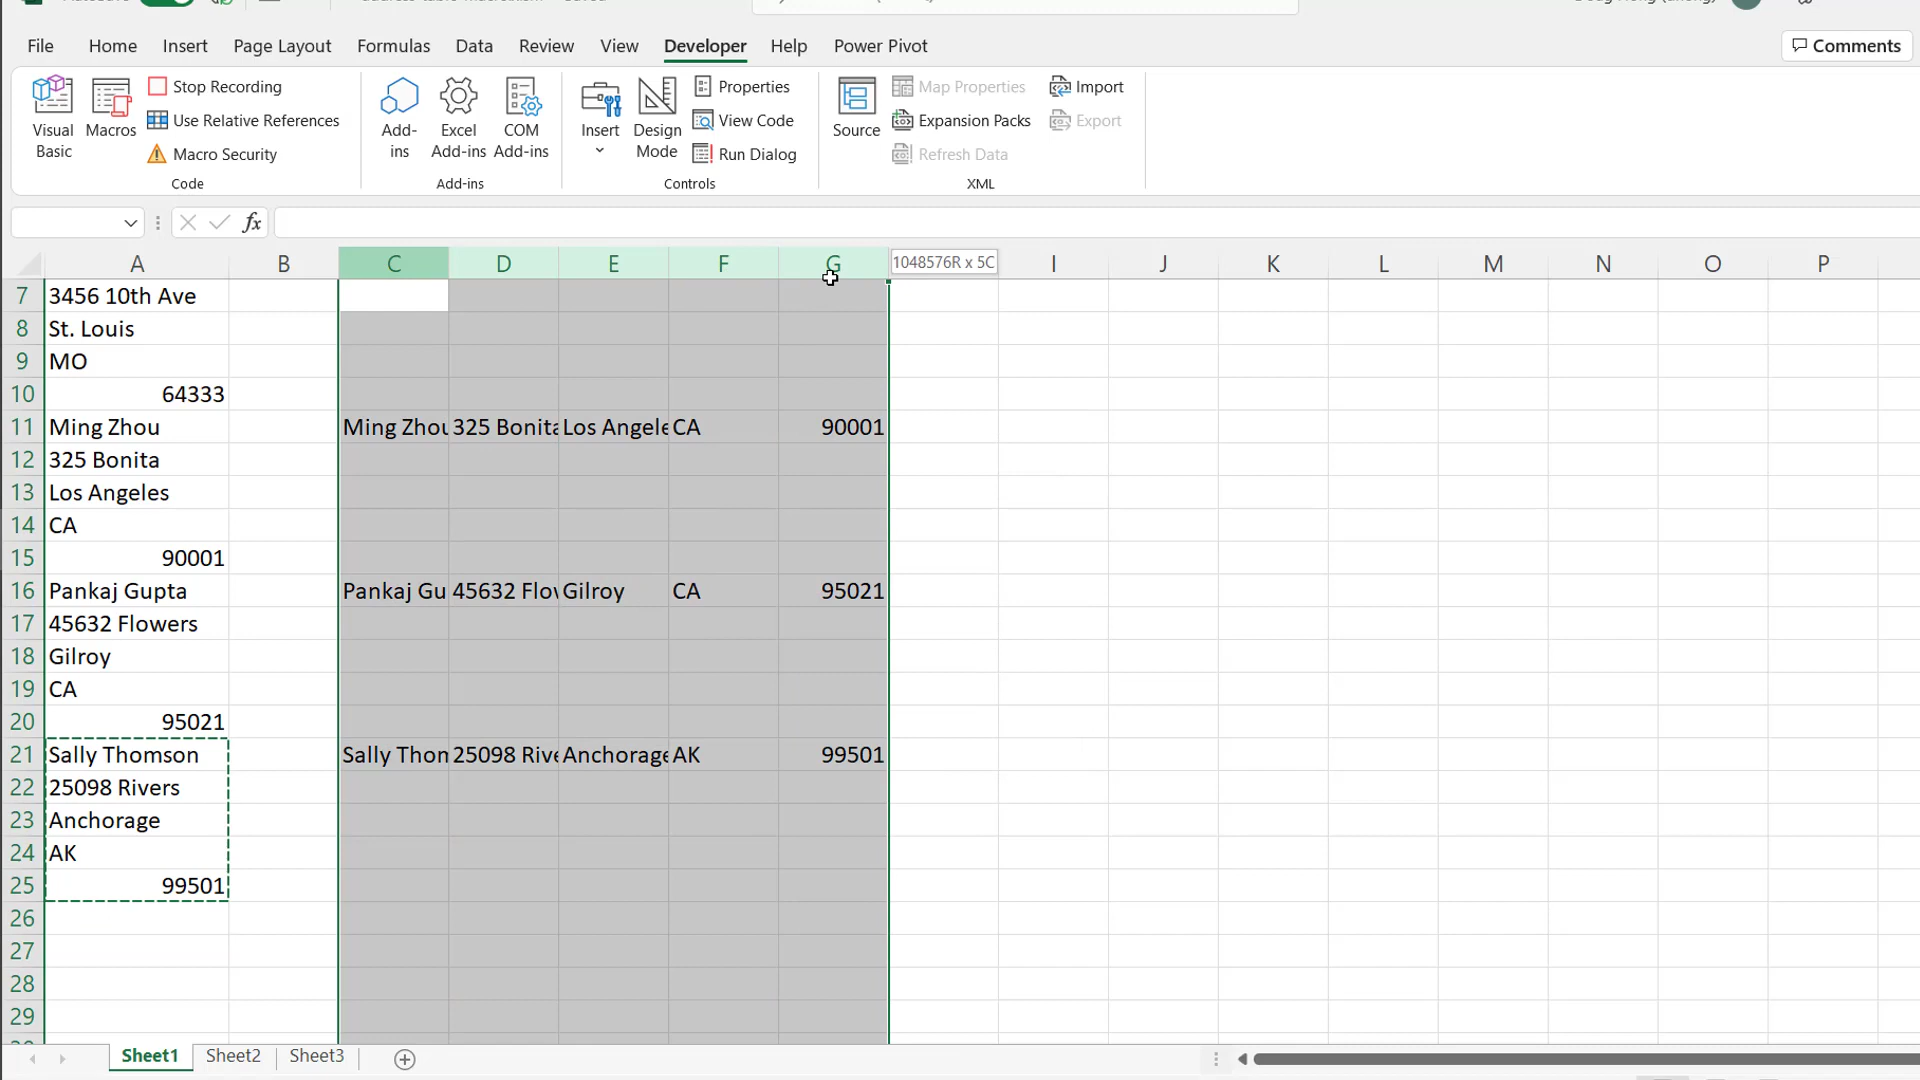 File Home Insert Page Layout Formulas Data Review View Developer Help Power Pivot Comments
Visual Basic
Macros
Stop Recording
Use Relative References
Macro Security
Code
Add-ins
Excel Add-ins
COM Add-ins
Add-ins
Insert
Design Mode
Properties
View Code
Run Dialog
Controls
Source
Map Properties
Expansion Packs
Refresh Data
Import
Export
XML
fx
A B C D E F G 1048576R x 5C I J K L M N O P
7 3456 10th Ave
8 St. Louis
9 MO
10 64333
11 Ming Zhou Ming Zhou 325 Bonita Los Angele CA 90001
12 325 Bonita
13 Los Angeles
14 CA
15 90001
16 Pankaj Gupta Pankaj Gu 45632 Flov Gilroy CA 95021
17 45632 Flowers
18 Gilroy
19 CA
20 95021
21 Sally Thomson Sally Thon 25098 Rive Anchorage AK 99501
22 25098 Rivers
23 Anchorage
24 AK
25 99501
26
27
28
29
Sheet1 Sheet2 Sheet3